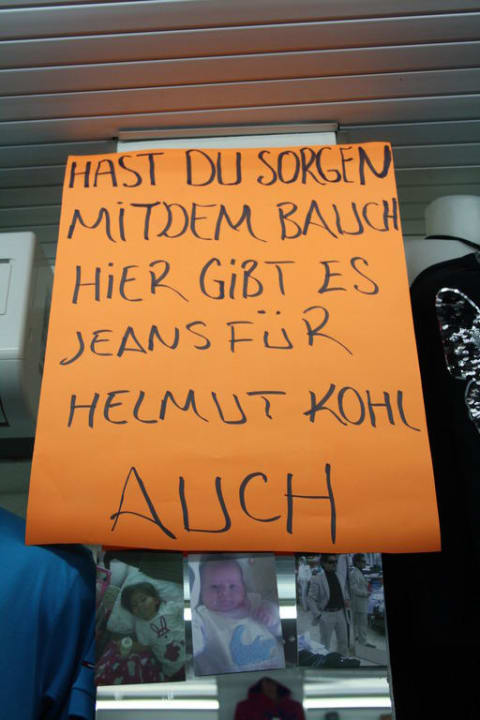 HAST DU SORGEN
MITDEM BAUCH
HiER GiBT ES
JEANS FÜR
HELMUT KOHL
AUCH